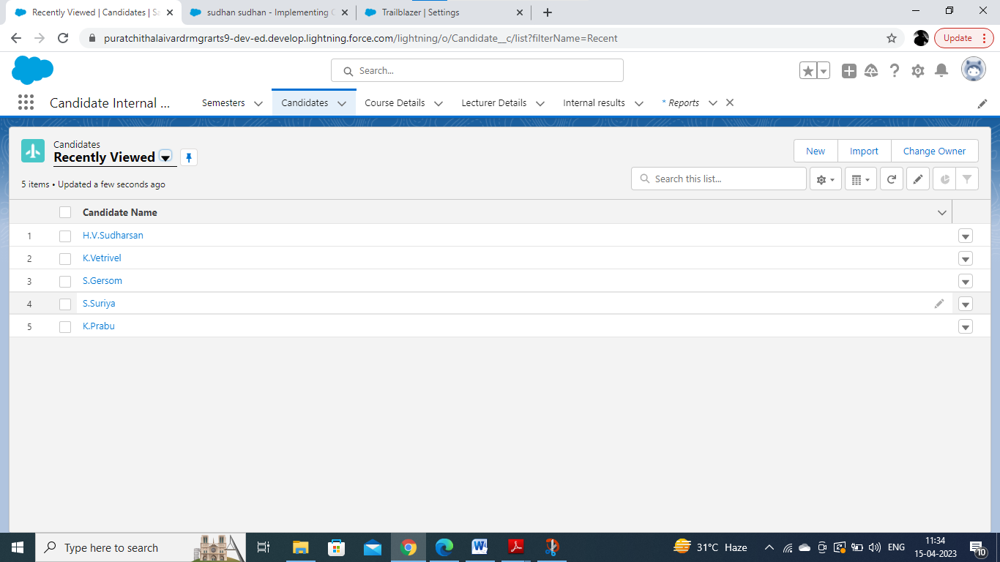 Recently Viewed | Candidates | Sa
sudhan sudhan - Implementing C
Trailblazer | Settings
puratchithalaivardrmgrarts9-dev-ed.develop.lightning.force.com/lightning/o/Candidate__c/list?filterName=Recent
Update
Search...
Candidate Internal ...
Semesters
Candidates
Course Details
Lecturer Details
Internal results
* Reports
Candidates
Recently Viewed
New
Import
Change Owner
5 items • Updated a few seconds ago
Search this list...
Candidate Name
1 H.V.Sudharsan
2 K.Vetrivel
3 S.Gersom
4 S.Suriya
5 K.Prabu
Type here to search
31°C Haze
ENG
11:34
15-04-2023
10